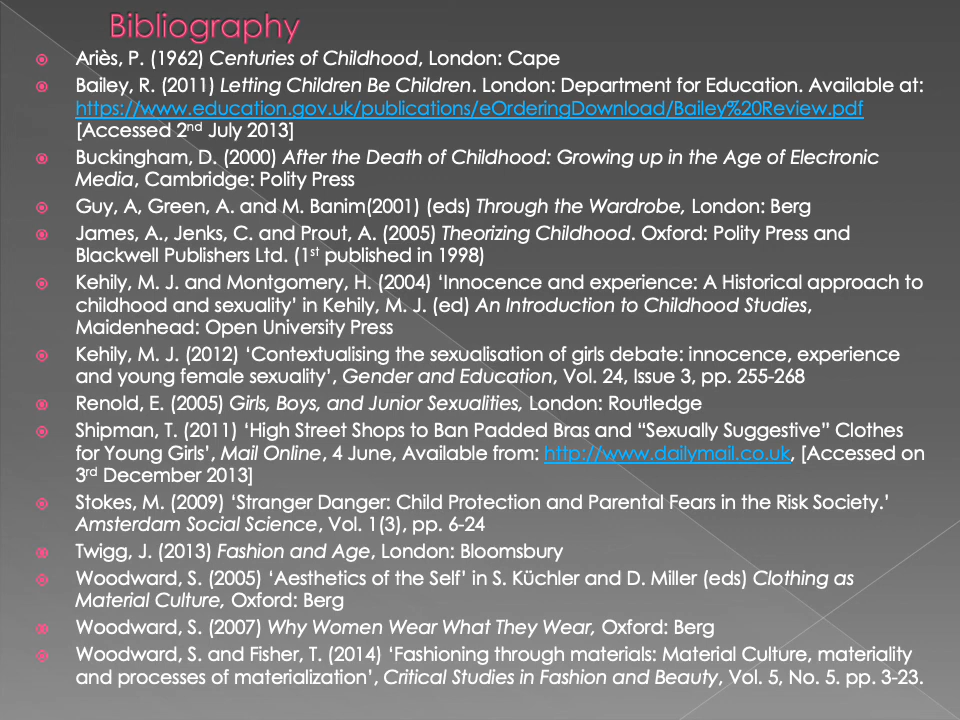 Bibliography
Ariès, P. (1962) Centuries of Childhood, London: Cape
Bailey, R. (2011) Letting Children Be Children. London: Department for Education. Available at:
https://www.education.gov.uk/publications/eOrderingDownload/Bailey%20Review.pdf
[Accessed 2nd July 2013]
Buckingham, D. (2000) After the Death of Childhood: Growing up in the Age of Electronic
Media, Cambridge: Polity Press
Guy, A, Green, A. and M. Banim(2001) (eds) Through the Wardrobe, London: Berg
James, A., Jenks, C. and Prout, A. (2005) Theorizing Childhood. Oxford: Polity Press and
Blackwell Publishers Ltd. (1st published in 1998)
Kehily, M. J. and Montgomery, H. (2004) ‘Innocence and experience: A Historical approach to
childhood and sexuality’ in Kehily, M. J. (ed) An Introduction to Childhood Studies,
Maidenhead: Open University Press
Kehily, M. J. (2012) ‘Contextualising the sexualisation of girls debate: innocence, experience
and young female sexuality’, Gender and Education, Vol. 24, Issue 3, pp. 255-268
Renold, E. (2005) Girls, Boys, and Junior Sexualities, London: Routledge
Shipman, T. (2011) ‘High Street Shops to Ban Padded Bras and “Sexually Suggestive” Clothes
for Young Girls’, Mail Online, 4 June, Available from: http://www.dailymail.co.uk, [Accessed on
3rd December 2013]
Stokes, M. (2009) ‘Stranger Danger: Child Protection and Parental Fears in the Risk Society.’
Amsterdam Social Science, Vol. 1(3), pp. 6-24
Twigg, J. (2013) Fashion and Age, London: Bloomsbury
Woodward, S. (2005) ‘Aesthetics of the Self’ in S. Küchler and D. Miller (eds) Clothing as
Material Culture, Oxford: Berg
Woodward, S. (2007) Why Women Wear What They Wear, Oxford: Berg
Woodward, S. and Fisher, T. (2014) ‘Fashioning through materials: Material Culture, materiality
and processes of materialization’, Critical Studies in Fashion and Beauty, Vol. 5, No. 5. pp. 3-23.